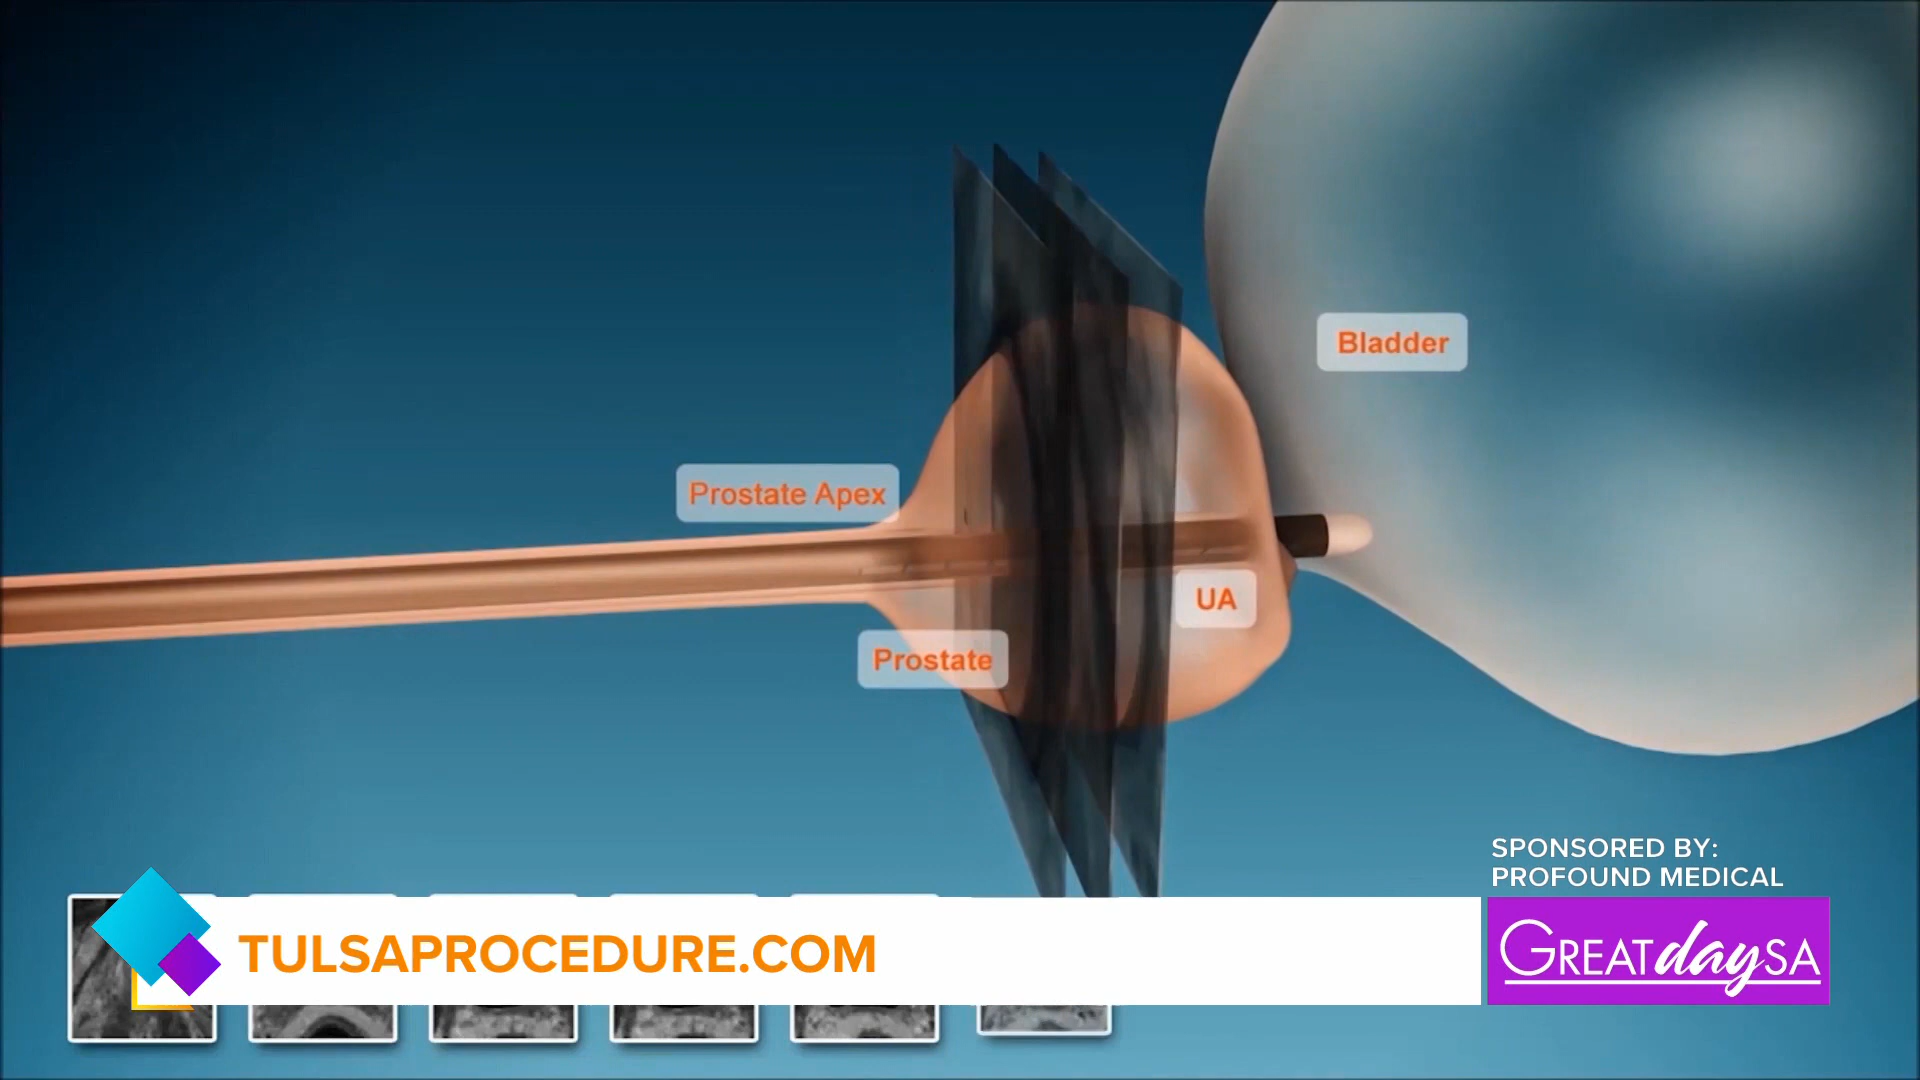 Bladder
Prostate Apex
UA
Prostate
SPONSORED BY:
PROFOUND MEDICAL
TULSAPROCEDURE.COM
GREATdaySA